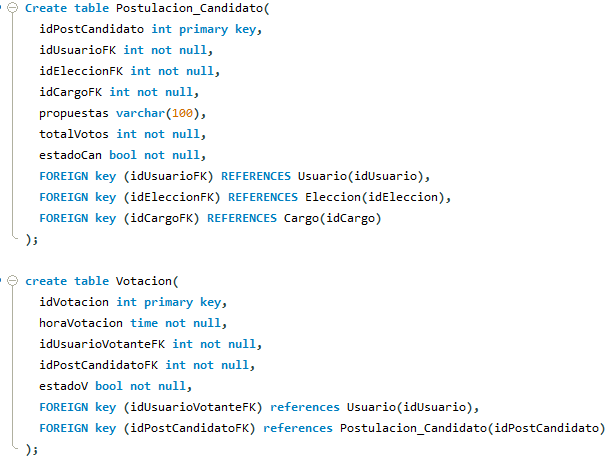 Create table Postulacion_Candidato(
idPostCandidato int primary key,
idUsuarioFK int not null,
idEleccionFK int not null,
idCargoFK int not null,
propuestas varchar(100),
totalVotos int not null,
estadoCan bool not null,
FOREIGN key (idUsuarioFK) REFERENCES Usuario(idUsuario),
FOREIGN key (idEleccionFK) REFERENCES Eleccion(idEleccion),
FOREIGN key (idCargoFK) REFERENCES Cargo(idCargo)
);
create table Votacion(
idVotacion int primary key,
horaVotacion time not null,
idUsuarioVotanteFK int not null,
idPostCandidatoFK int not null,
estadoV bool not null,
FOREIGN key (idUsuarioVotanteFK) references Usuario(idUsuario),
FOREIGN key (idPostCandidatoFK) references Postulacion_Candidato(idPostCandidato)
);